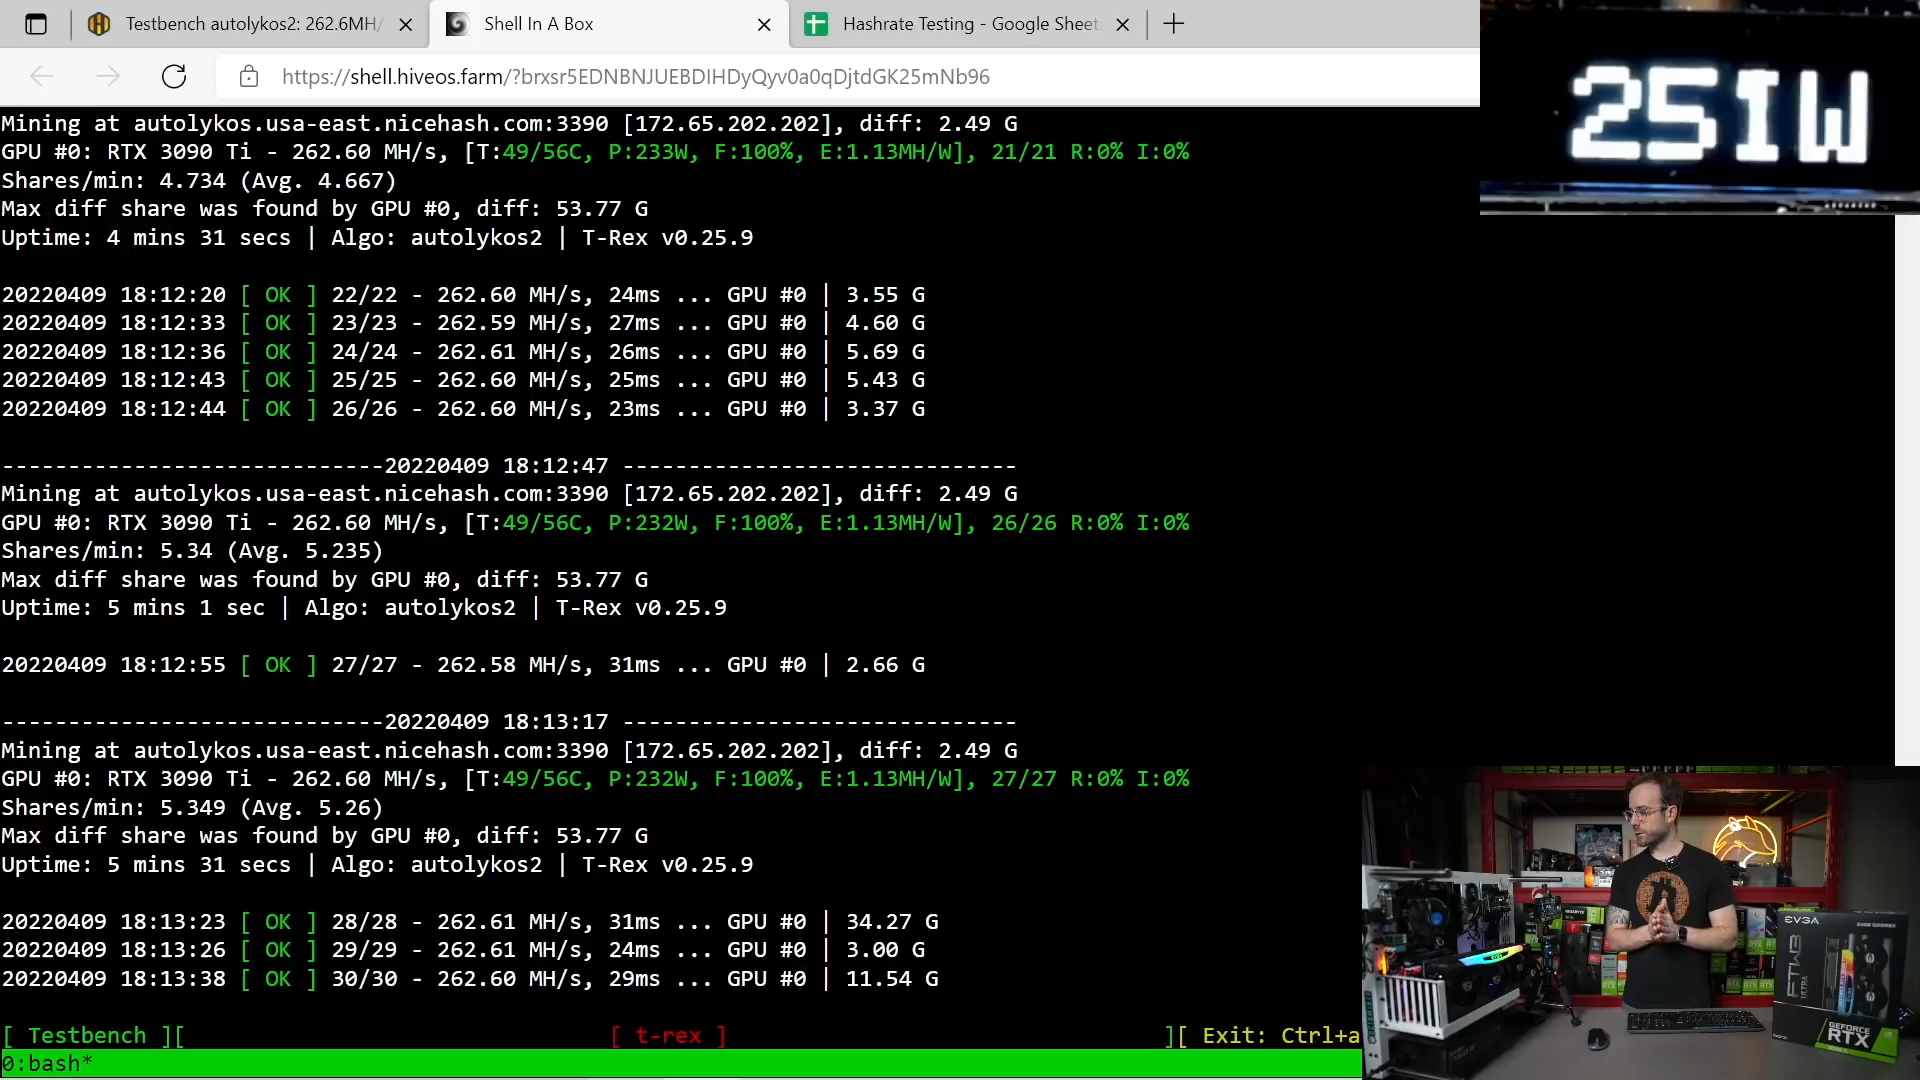 Testbench autolykos2: 262.6MH/
Shell In A Box
Hashrate Testing - Google Sheet
https://shell.hiveos.farm/?brxsr5EDNBNJUEBDIHDyQyv0a0qDjtdGK25mNb96
251W
Mining at autolykos.usa-east.nicehash.com:3390 [172.65.202.202], diff: 2.49 G
GPU #0: RTX 3090 Ti - 262.60 MH/s, [T:49/56C, P:233W, F:100%, E:1.13MH/W], 21/21 R:0% I:0%
Shares/min: 4.734 (Avg. 4.667)
Max diff share was found by GPU #0, diff: 53.77 G
Uptime: 4 mins 31 secs | Algo: autolykos2 | T-Rex v0.25.9
20220409 18:12:20 [ OK ] 22/22 - 262.60 MH/s, 24ms ... GPU #0 | 3.55 G
20220409 18:12:33 [ OK ] 23/23 - 262.59 MH/s, 27ms ... GPU #0 | 4.60 G
20220409 18:12:36 [ OK ] 24/24 - 262.61 MH/s, 26ms ... GPU #0 | 5.69 G
20220409 18:12:43 [ OK ] 25/25 - 262.60 MH/s, 25ms ... GPU #0 | 5.43 G
20220409 18:12:44 [ OK ] 26/26 - 262.60 MH/s, 23ms ... GPU #0 | 3.37 G
-----------------------------20220409 18:12:47 ------------------------------
Mining at autolykos.usa-east.nicehash.com:3390 [172.65.202.202], diff: 2.49 G
GPU #0: RTX 3090 Ti - 262.60 MH/s, [T:49/56C, P:232W, F:100%, E:1.13MH/W], 26/26 R:0% I:0%
Shares/min: 5.34 (Avg. 5.235)
Max diff share was found by GPU #0, diff: 53.77 G
Uptime: 5 mins 1 sec | Algo: autolykos2 | T-Rex v0.25.9
20220409 18:12:55 [ OK ] 27/27 - 262.58 MH/s, 31ms ... GPU #0 | 2.66 G
-----------------------------20220409 18:13:17 ------------------------------
Mining at autolykos.usa-east.nicehash.com:3390 [172.65.202.202], diff: 2.49 G
GPU #0: RTX 3090 Ti - 262.60 MH/s, [T:49/56C, P:232W, F:100%, E:1.13MH/W], 27/27 R:0% I:0%
Shares/min: 5.349 (Avg. 5.26)
Max diff share was found by GPU #0, diff: 53.77 G
Uptime: 5 mins 31 secs | Algo: autolykos2 | T-Rex v0.25.9
20220409 18:13:23 [ OK ] 28/28 - 262.61 MH/s, 31ms ... GPU #0 | 34.27 G
20220409 18:13:26 [ OK ] 29/29 - 262.61 MH/s, 24ms ... GPU #0 | 3.00 G
20220409 18:13:38 [ OK ] 30/30 - 262.60 MH/s, 29ms ... GPU #0 | 11.54 G
[ Testbench ][ [ t-rex ] ][ Exit: Ctrl+a
0:bash*
EVGA
FTW3
ULTRA
GEFORCE
RTX